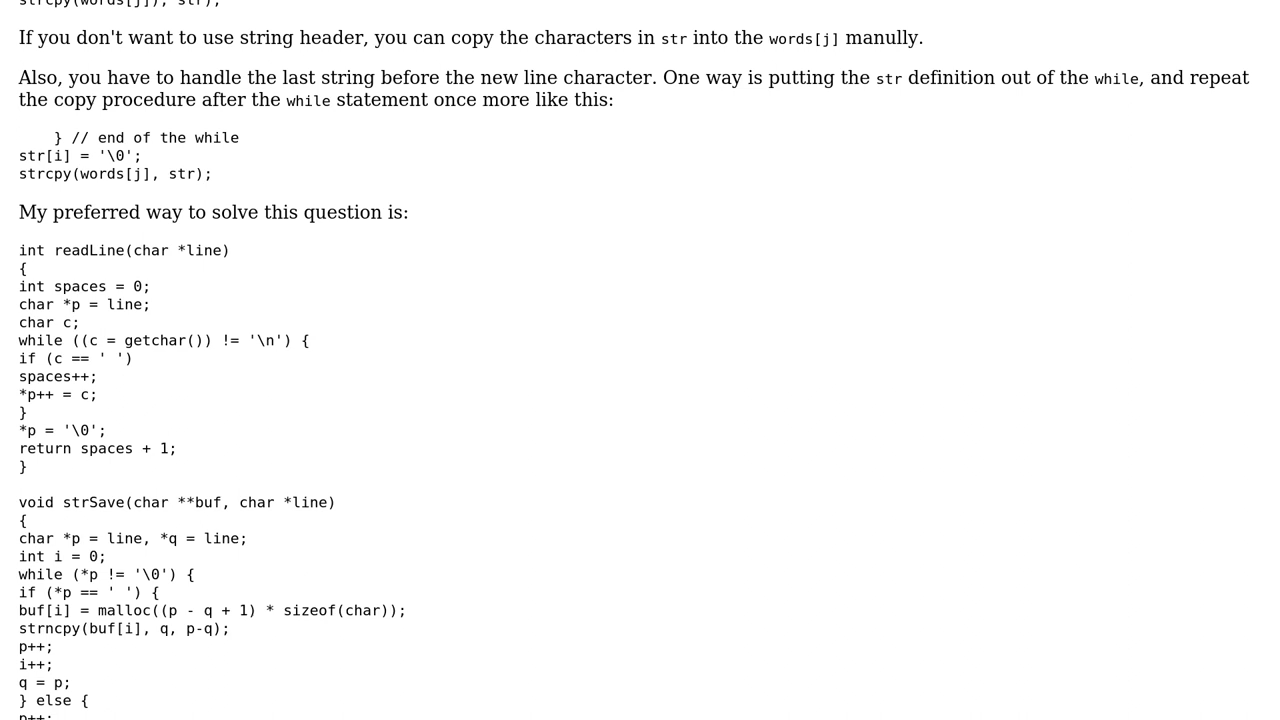 strcpy(words[j]), str);
If you don't want to use string header, you can copy the characters in str into the words[j] manully.
Also, you have to handle the last string before the new line character. One way is putting the str definition out of the while, and repeat
the copy procedure after the while statement once more like this:
    } // end of the while
str[i] = '\0';
strcpy(words[j], str);
My preferred way to solve this question is:
int readLine(char *line)
{
int spaces = 0;
char *p = line;
char c;
while ((c = getchar()) != '\n') {
if (c == ' ')
spaces++;
*p++ = c;
}
*p = '\0';
return spaces + 1;
}
void strSave(char **buf, char *line)
{
char *p = line, *q = line;
int i = 0;
while (*p != '\0') {
if (*p == ' ') {
buf[i] = malloc((p - q + 1) * sizeof(char));
strncpy(buf[i], q, p-q);
p++;
i++;
q = p;
} else {
p++;